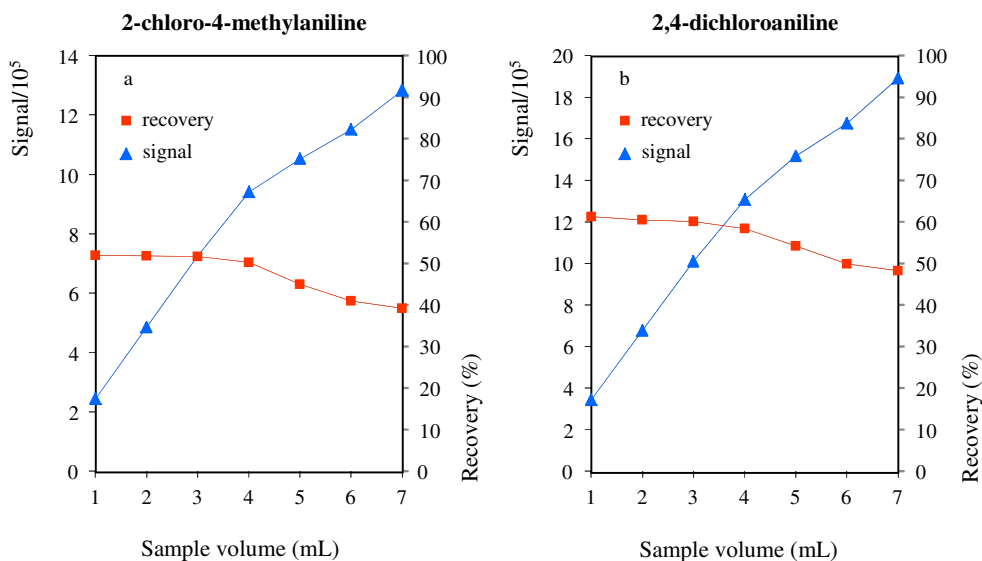 2-chloro-4-methylaniline
Signal/10⁵
14
12
10
8
6
4
2
0
a
recovery
signal
100
90
80
70
60
50
40
30
20
10
0
Recovery (%)
1 2 3 4 5 6 7
Sample volume (mL)
2,4-dichloroaniline
Signal/10⁵
20
18
16
14
12
10
8
6
4
2
0
b
recovery
signal
100
90
80
70
60
50
40
30
20
10
0
Recovery (%)
1 2 3 4 5 6 7
Sample volume (mL)